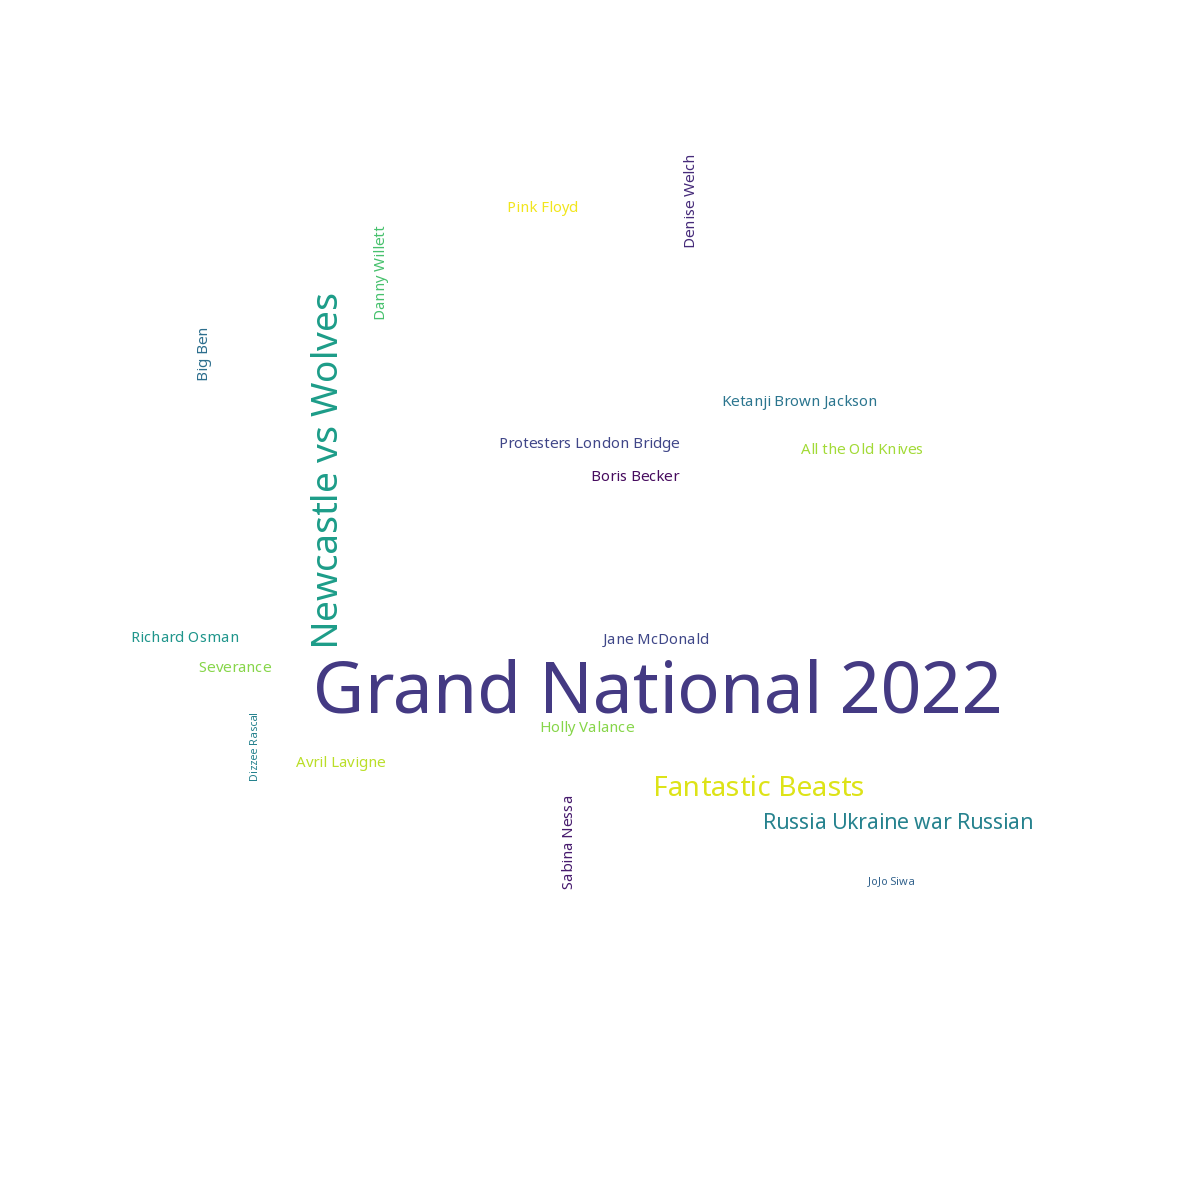 Denise Welch
Pink Floyd
Danny Willett
Newcastle vs Wolves
Big Ben
Ketanji Brown Jackson
Protesters London Bridge
All the Old Knives
Boris Becker
Richard Osman
Jane McDonald
Severance
Grand National 2022
Dizzee Rascal
Holly Valance
Avril Lavigne
Fantastic Beasts
Sabina Nessa
Russia Ukraine war Russian
JoJo Siwa